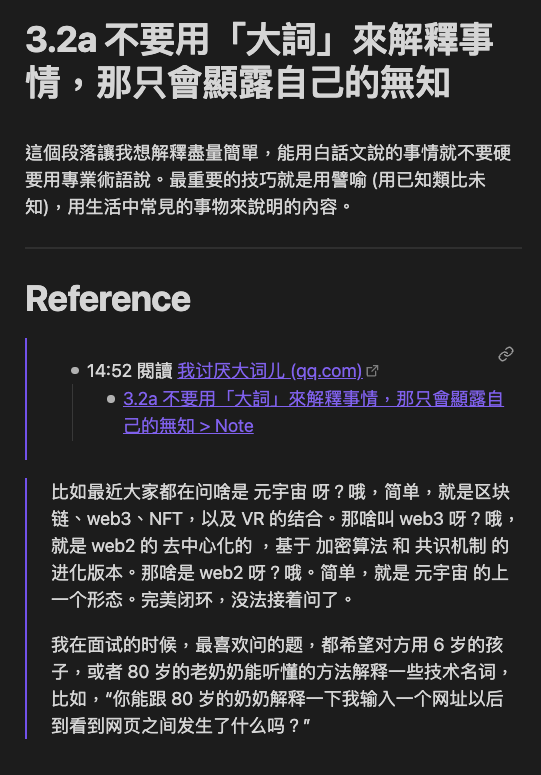 3.2a 不要用「大詞」來解釋事
情，那只會顯露自己的無知
這個段落讓我想解釋盡量簡單，能用白話文說的事情就不要硬
要用專業術語說。最重要的技巧就是用譬喻 (用已知類比未
知)，用生活中常見的事物來說明的內容。
Reference
14:52 閱讀 我讨厌大词儿 (qq.com)
3.2a 不要用「大詞」來解釋事情，那只會顯露自
己的無知 > Note
比如最近大家都在问啥是 元宇宙 呀？哦，简单，就是区块
链、web3、NFT，以及 VR 的结合。那啥叫 web3 呀？哦，
就是 web2 的 去中心化的 ，基于 加密算法 和 共识机制 的
进化版本。那啥是 web2 呀？哦。简单，就是 元宇宙 的上
一个形态。完美闭环，没法接着问了。
我在面试的时候，最喜欢问的题，都希望对方用 6 岁的孩
子，或者 80 岁的老奶奶能听懂的方法解释一些技术名词，
比如，“你能跟 80 岁的奶奶解释一下我输入一个网址以后
到看到网页之间发生了什么吗？”